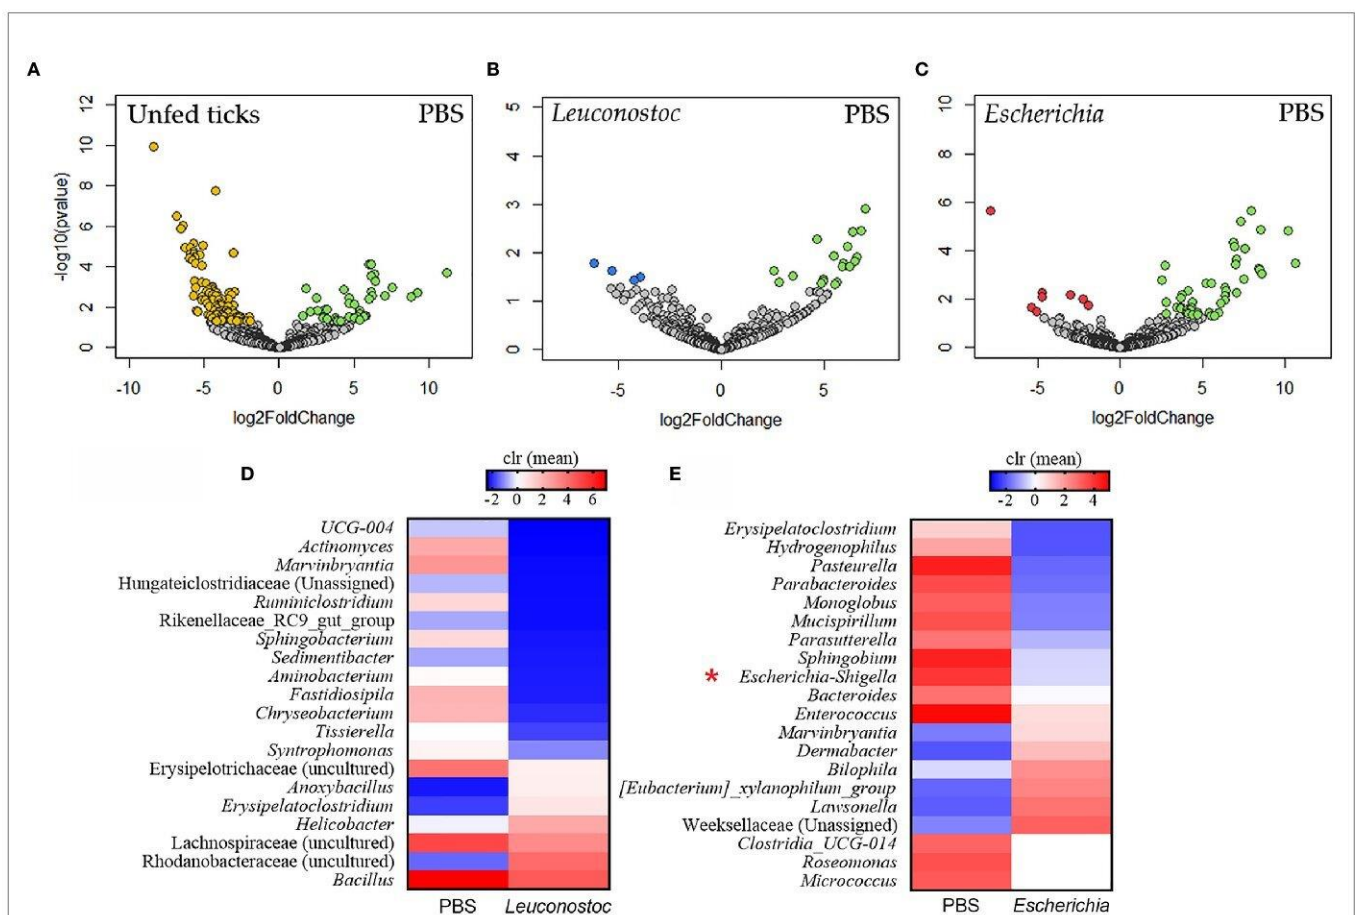 A
B
C
Unfed ticks PBS
Leuconostoc PBS
Escherichia PBS
-log10(pvalue)
12
10
8
6
4
2
0
-10 -5 0 5 10
log2FoldChange
5
4
3
2
1
0
-5 0 5
log2FoldChange
10
8
6
4
2
0
-5 0 5 10
log2FoldChange
D
clr (mean)
-2 0 2 4 6
UCG-004
Actinomyces
Marvinbryantia
Hungateiclostridiaceae (Unassigned)
Ruminiclostridium
Rikenellaceae_RC9_gut_group
Sphingobacterium
Sedimentibacter
Aminobacterium
Fastidiosipila
Chryseobacterium
Tissierella
Syntrophomonas
Erysipelotrichaceae (uncultured)
Anoxybacillus
Erysipelatoclostridium
Helicobacter
Lachnospiraceae (uncultured)
Rhodanobacteraceae (uncultured)
Bacillus
PBS Leuconostoc
E
clr (mean)
-2 0 2 4
Erysipelatoclostridium
Hydrogenophilus
Pasteurella
Parabacteroides
Monoglobus
Mucispirillum
Parasutterella
Sphingobium
* Escherichia-Shigella
Bacteroides
Enterococcus
Marvinbryantia
Dermabacter
Bilophila
[Eubacterium]_xylanophilum_group
Lawsonella
Weeksellaceae (Unassigned)
Clostridia_UCG-014
Roseomonas
Micrococcus
PBS Escherichia